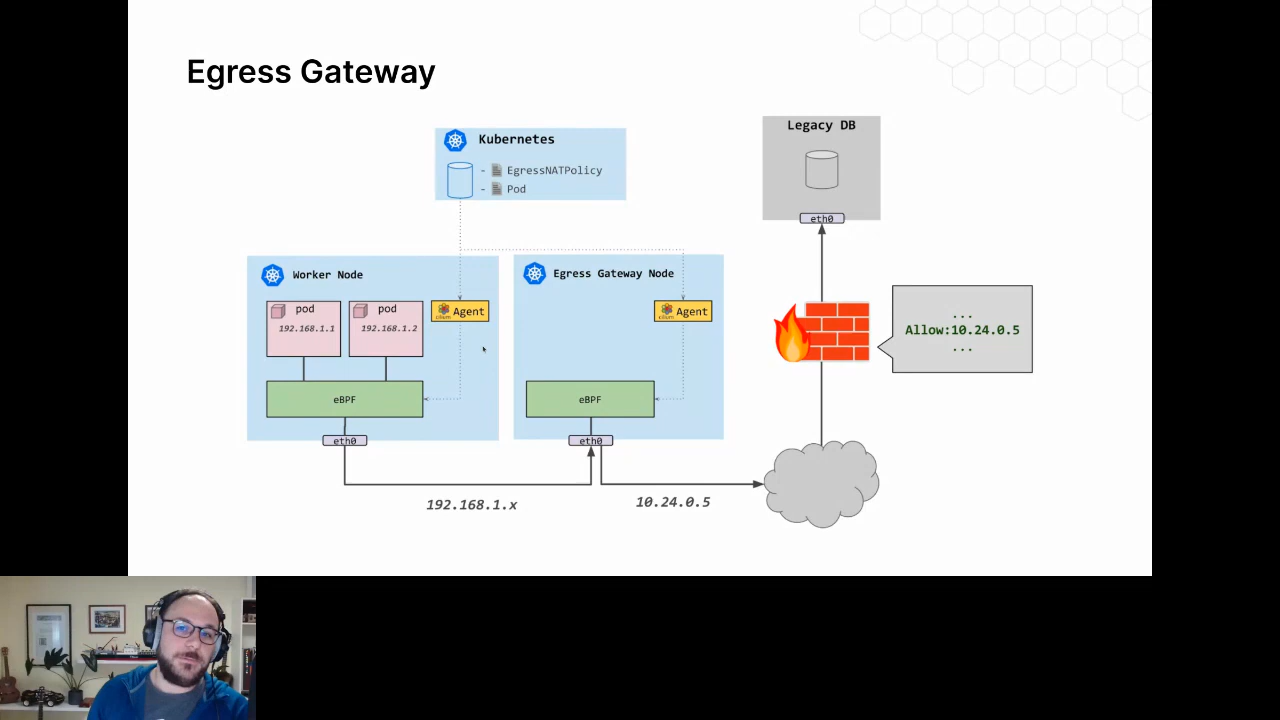 Egress Gateway
Kubernetes
- EgressNATPolicy
- Pod
Legacy DB
eth0
Worker Node
pod
192.168.1.1
pod
192.168.1.2
Agent
eBPF
eth0
Egress Gateway Node
Agent
eBPF
eth0
...
Allow:10.24.0.5
...
192.168.1.x
10.24.0.5